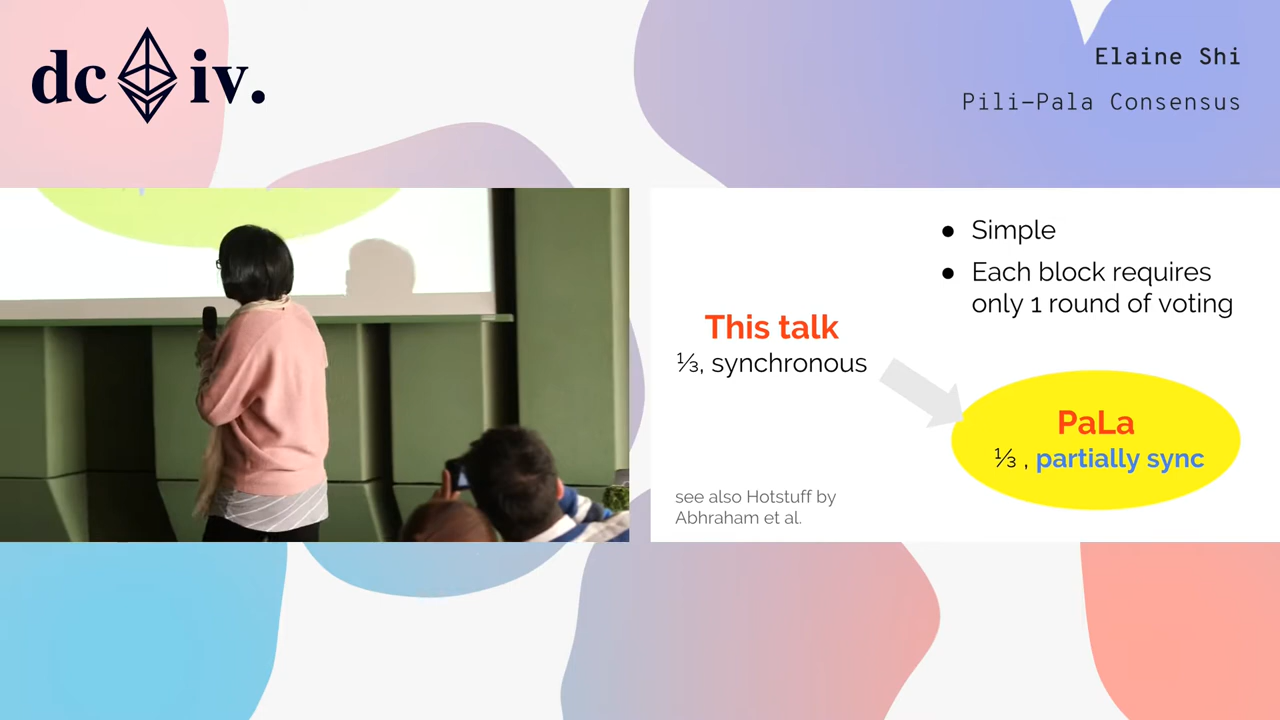 dc iv.
Elaine Shi
Pili-Pala Consensus
● Simple
● Each block requires
only 1 round of voting
This talk
⅓, synchronous
PaLa
⅓ , partially sync
see also Hotstuff by
Abhraham et al.